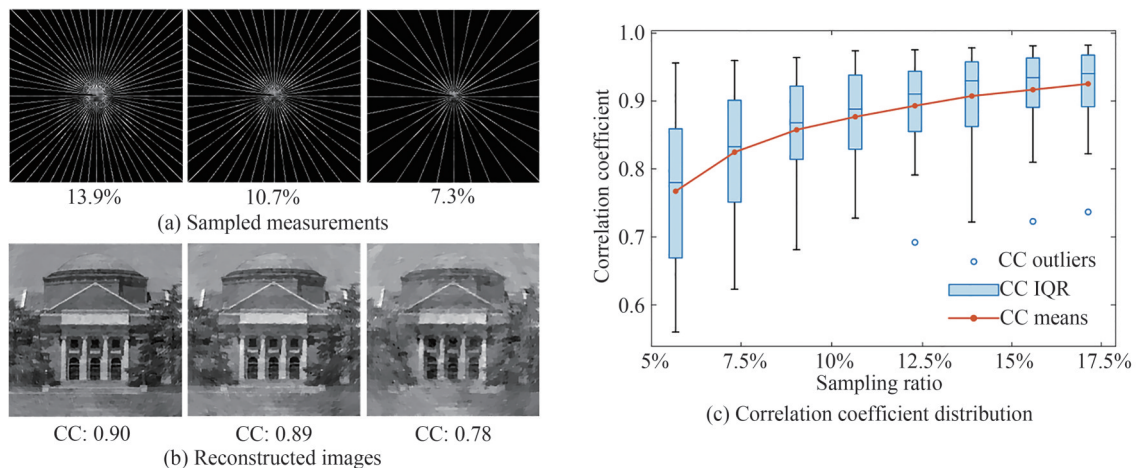 13.9%
10.7%
7.3%
(a) Sampled measurements
CC: 0.90
CC: 0.89
CC: 0.78
(b) Reconstructed images
Correlation coefficient
1.0
0.9
0.8
0.7
0.6
CC outliers
CC IQR
CC means
5%
7.5%
10%
12.5%
15%
17.5%
Sampling ratio
(c) Correlation coefficient distribution